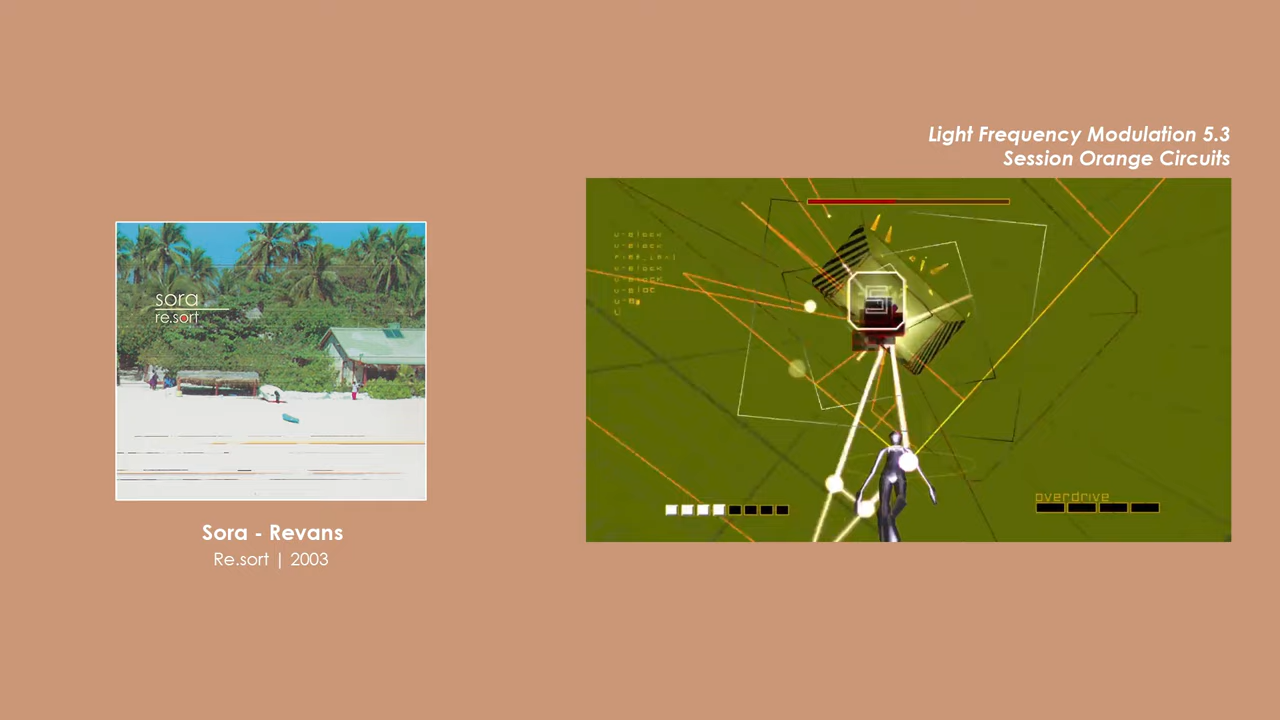 Light Frequency Modulation 5.3
Session Orange Circuits
sora
re.sort
overdrive
Sora - Revans
Re.sort | 2003